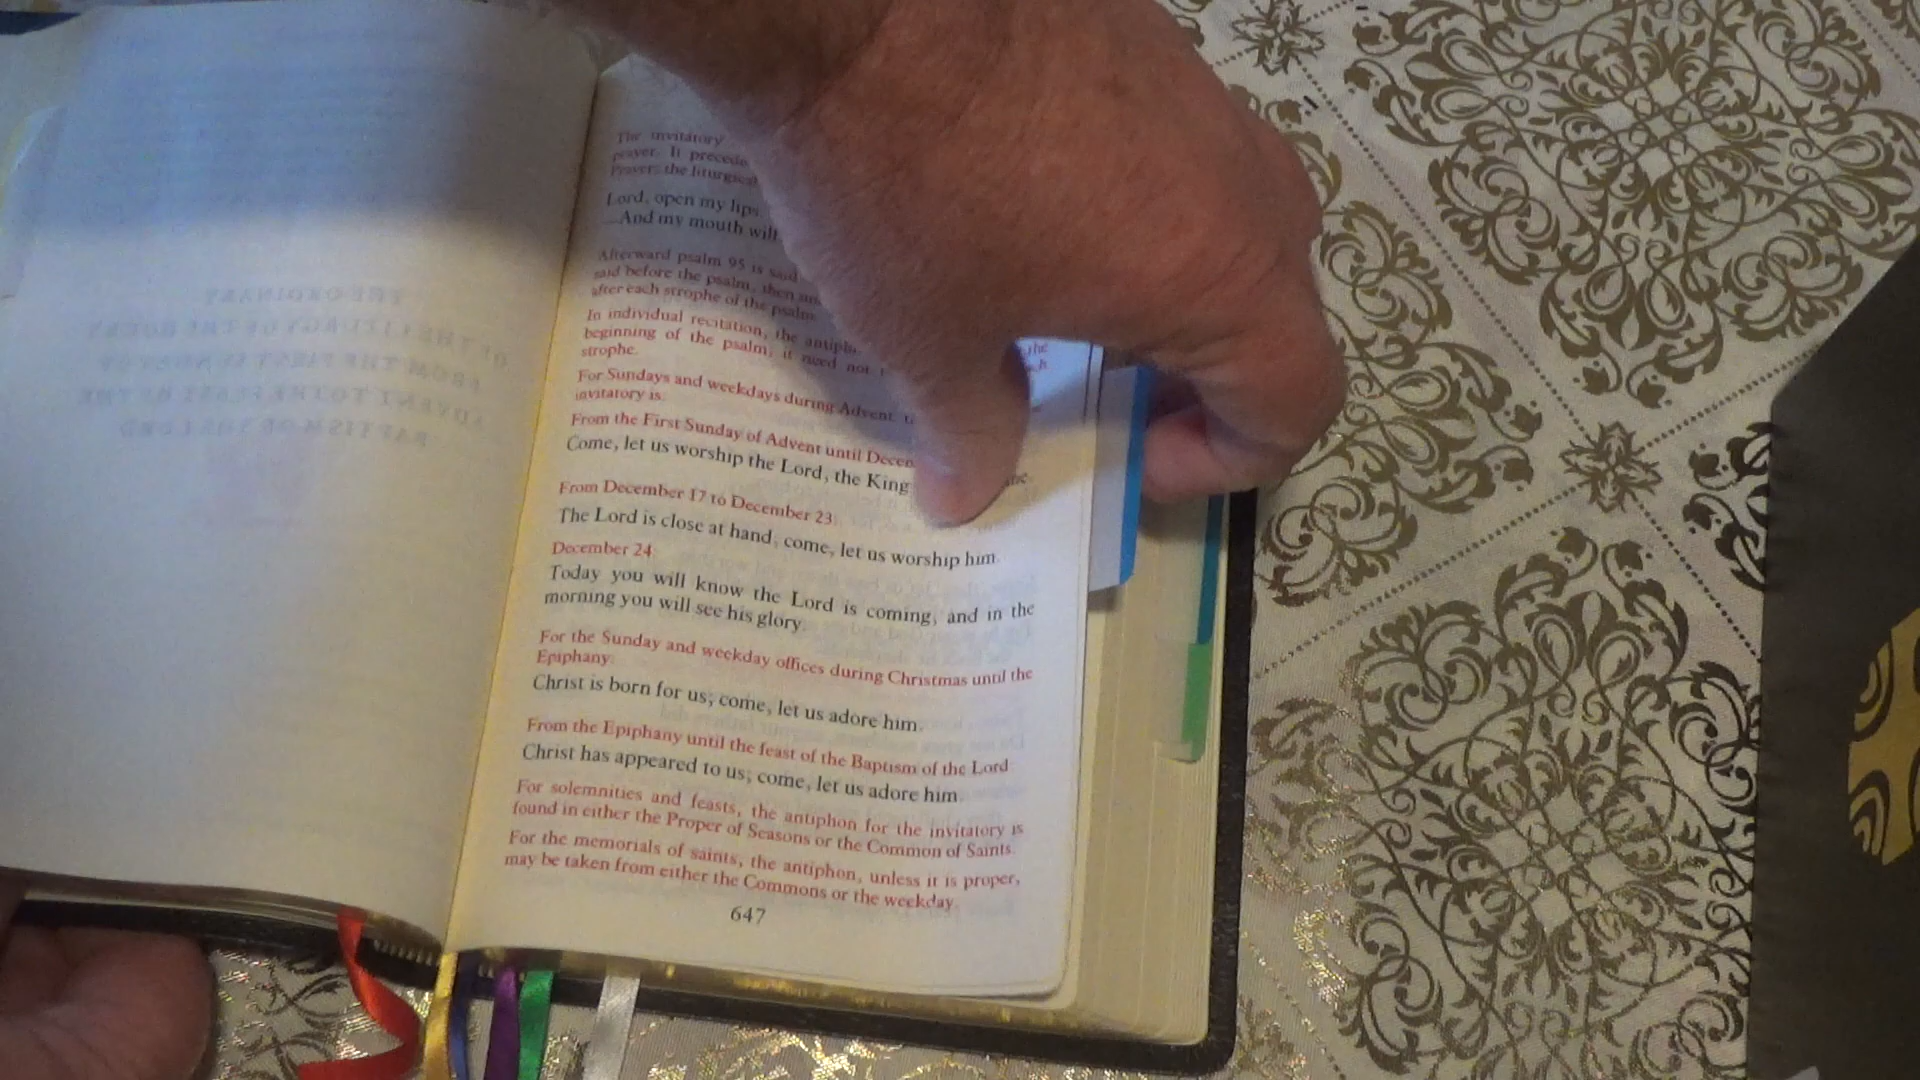 The invitatory
prayer. It precede
Prayer; the liturgical
Lord, open my lips.
—And my mouth will
Afterward psalm 95 is said
said before the psalm, then
after each strophe of the psalm.
In individual recitation, the antiph
beginning of the psalm; it need not
strophe.
For Sundays and weekdays during Advent,
invitatory is:
From the First Sunday of Advent until Decem
Come, let us worship the Lord, the King
From December 17 to December 23:
The Lord is close at hand; come, let us worship him.
December 24:
Today you will know the Lord is coming, and in the
morning you will see his glory.
For the Sunday and weekday offices during Christmas until the
Epiphany:
Christ is born for us; come, let us adore him.
From the Epiphany until the feast of the Baptism of the Lord:
Christ has appeared to us; come, let us adore him.
For solemnities and feasts, the antiphon for the invitatory is
found in either the Proper of Seasons or the Common of Saints.
For the memorials of saints, the antiphon, unless it is proper,
may be taken from either the Commons or the weekday.
647